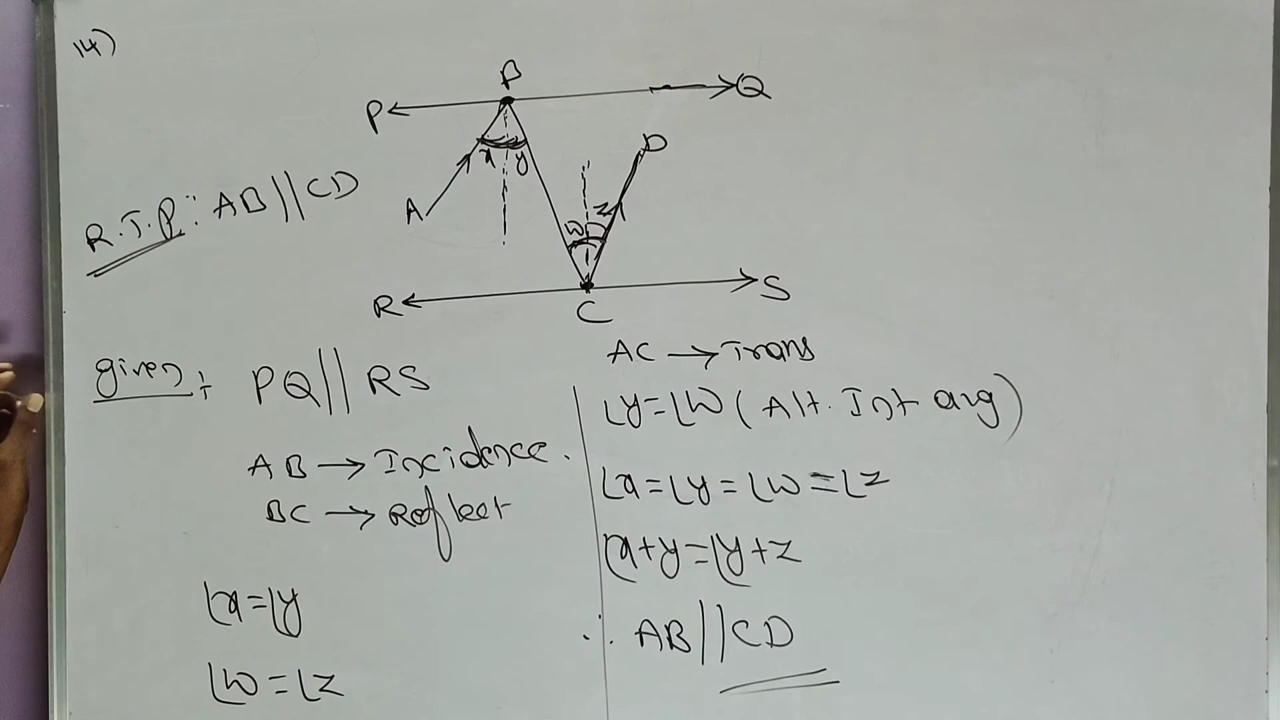 14)
B
P
Q
x
y
D
A
R.T.P: AB||CD
w
z
R
S
C
given: PQ||RS
AB → Incidence.
BC → Reflect
∠x=∠y
∠w=∠z
AC → Trans
∠y=∠w (Alt. Int ang)
∠x=∠y=∠w=∠z
∠x+y=∠y+z
∴ AB||CD